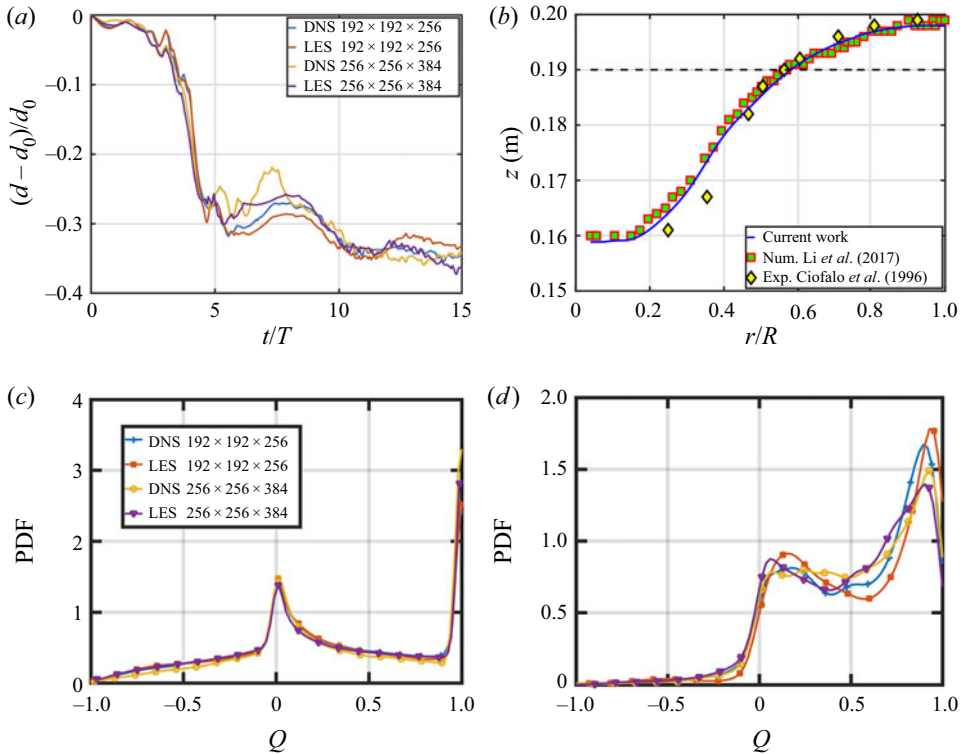 (a)
(b)
0
–0.1
–0.2
–0.3
–0.4
(d – d0)/d0
0
5
10
15
t/T
DNS 192 × 192 × 256
LES 192 × 192 × 256
DNS 256 × 256 × 384
LES 256 × 256 × 384
0.20
0.19
0.18
0.17
0.16
0.15
z (m)
0
0.2
0.4
0.6
0.8
1.0
r/R
Current work
Num. Li et al. (2017)
Exp. Ciofalo et al. (1996)
(c)
(d)
4
3
2
1
0
PDF
–1.0
–0.5
0
0.5
1.0
Q
DNS 192 × 192 × 256
LES 192 × 192 × 256
DNS 256 × 256 × 384
LES 256 × 256 × 384
2.0
1.5
1.0
0.5
0
PDF
–1.0
–0.5
0
0.5
1.0
Q